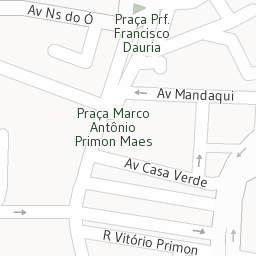 Av Ns do Ó
Praça Prf.
Francisco
Dauria
Av Mandaqui
Praça Marco
Antônio
Primon Maes
Av Casa Verde
R Vitório Primon